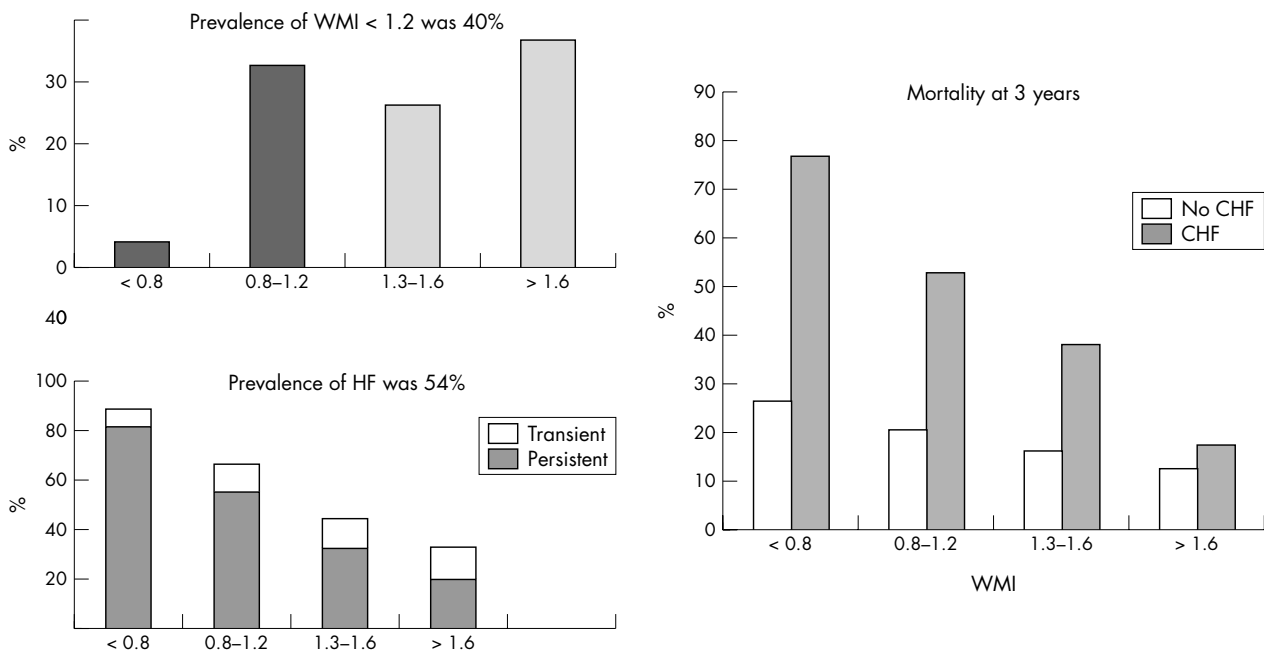 Prevalence of WMI < 1.2 was 40%
30
20
10
0
%
< 0.8 0.8–1.2 1.3–1.6 > 1.6
40
Prevalence of HF was 54%
100
80
60
40
20
%
Transient
Persistent
< 0.8 0.8–1.2 1.3–1.6 > 1.6
Mortality at 3 years
90
80
70
60
50
40
30
20
10
0
%
No CHF
CHF
< 0.8 0.8–1.2 1.3–1.6 > 1.6
WMI